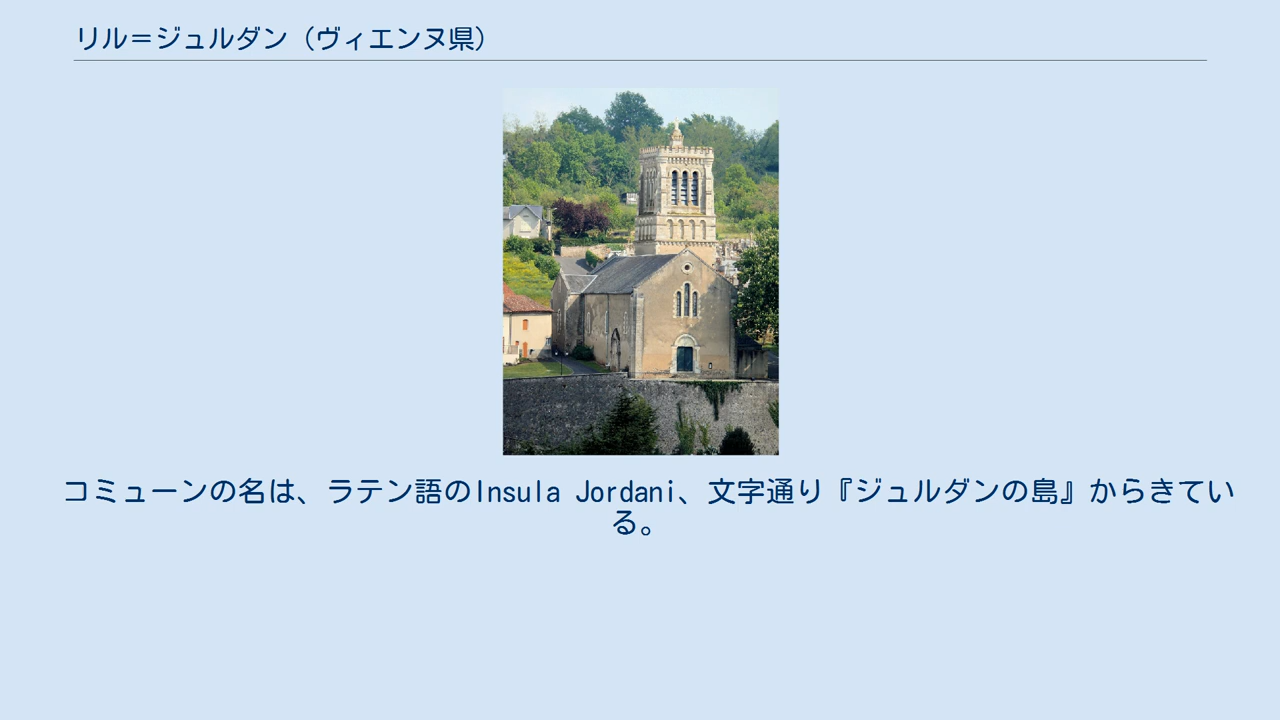 リル＝ジュルダン（ヴィエンヌ県）
コミューンの名は、ラテン語のInsula Jordani、文字通り『ジュルダンの島』からきてい
る。